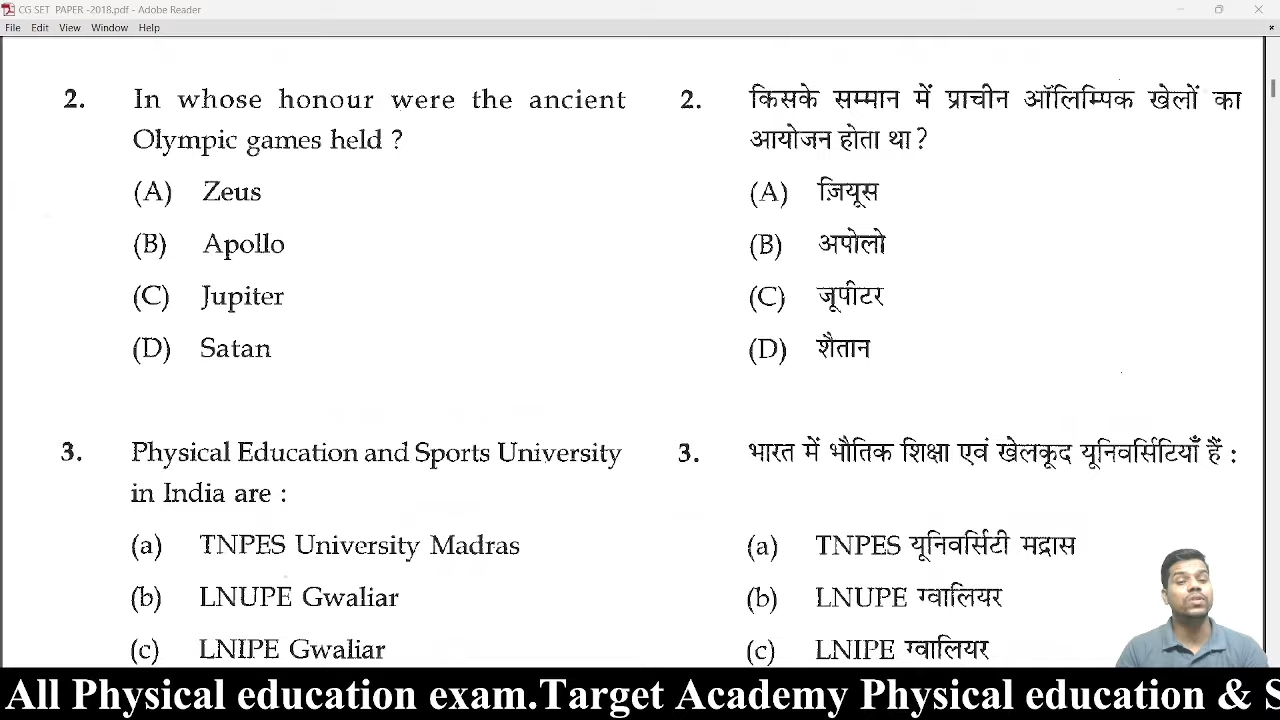 CG SET PAPER -2018.pdf - Adobe Reader
File Edit View Window Help
2. In whose honour were the ancient
Olympic games held ?
(A) Zeus
(B) Apollo
(C) Jupiter
(D) Satan
3. Physical Education and Sports University
in India are :
(a) TNPES University Madras
(b) LNUPE Gwaliar
(c) LNIPE Gwaliar
2. किसके सम्मान में प्राचीन ऑलिम्पिक खेलों का
आयोजन होता था ?
(A) ज़ियूस
(B) अपोलो
(C) जूपीटर
(D) शैतान
3. भारत में भौतिक शिक्षा एवं खेलकूद यूनिवर्सिटियाँ हैं :
(a) TNPES यूनिवर्सिटी मद्रास
(b) LNUPE ग्वालियर
(c) LNIPE ग्वालियर
All Physical education exam.Target Academy Physical education & S